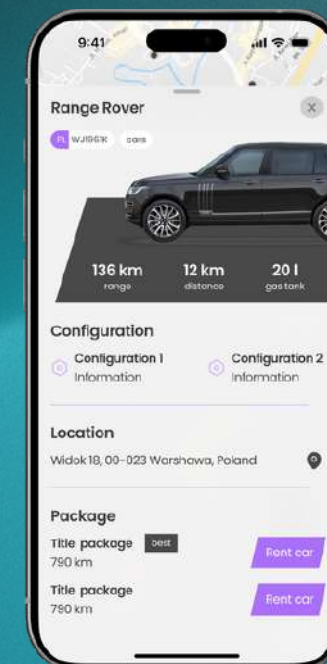 9:41
Range Rover
X
PL WJ1961K cars
136 km 12 km 20 l
range distance gas tank
Configuration
Configuration 1 Configuration 2
Information Information
Location
Widok 18, 00-023 Warshawa, Poland
Package
Title package best
790 km Rent car
Title package
790 km Rent car